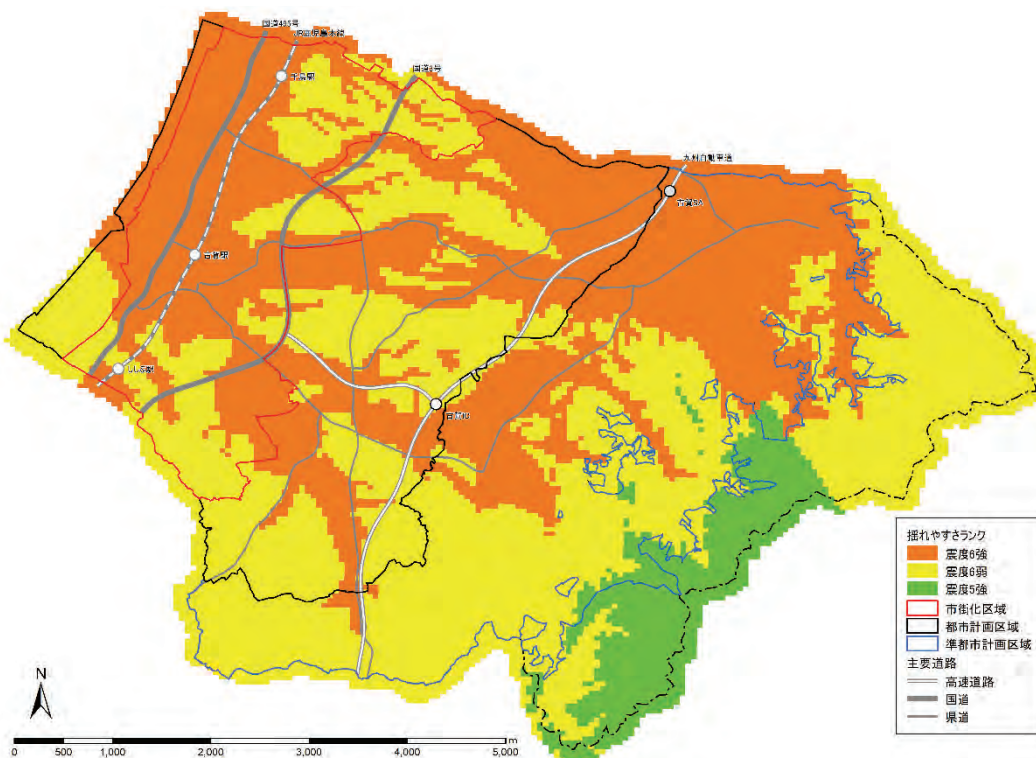 国道495号
JR鹿児島本線
国道3号
千鳥駅
九州自動車道
古賀SA
古賀駅
ししぶ駅
古賀IC
揺れやすさランク
震度6強
震度6弱
震度5強
市街化区域
都市計画区域
準都市計画区域
主要道路
高速道路
国道
県道
N
0 500 1,000 2,000 3,000 4,000 5,000 m